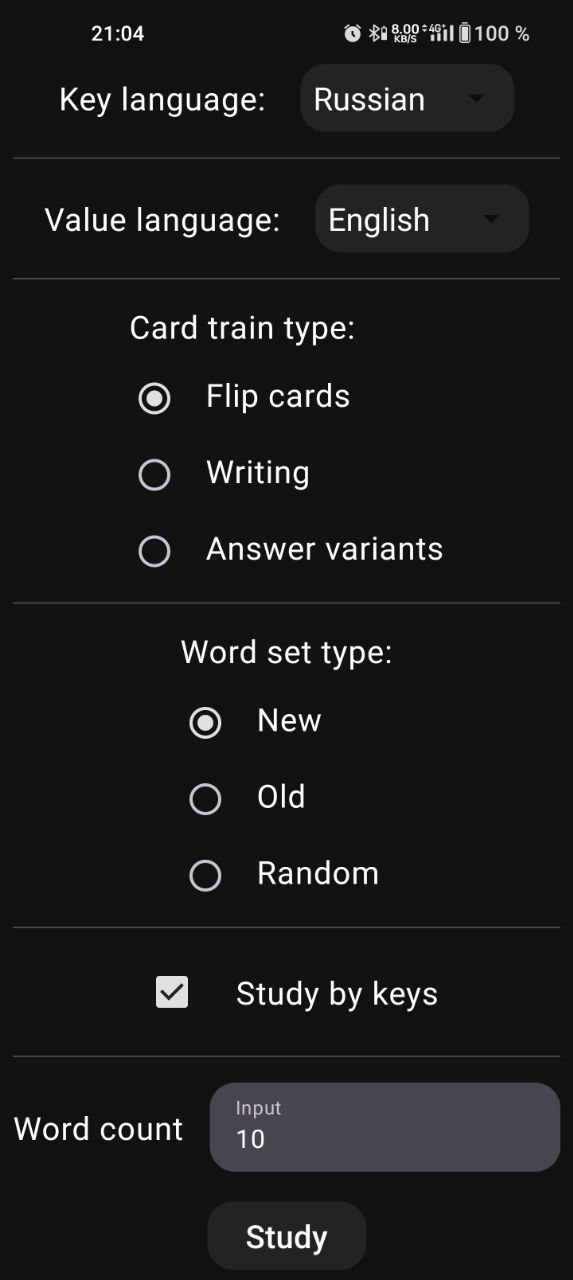 21:04 8.00 KB/S 4G+ 100 %
Key language: Russian
Value language: English
Card train type:
Flip cards
Writing
Answer variants
Word set type:
New
Old
Random
Study by keys
Word count
Input
10
Study